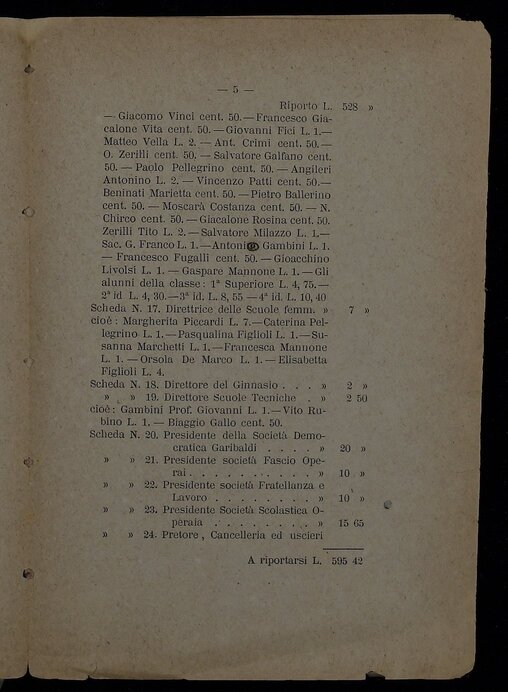 — 5 —
Riporto L. 528 »
— Giacomo Vinci cent. 50. — Francesco Gia-
calone Vita cent. 50. — Giovanni Fici L. 1.—
Matteo Vella L. 2. — Ant. Crimi cent. 50. —
O. Zerilli cent. 50. — Salvatore Galfano cent.
50. — Paolo Pellegrino cent. 50. — Angileri
Antonino L. 2. — Vincenzo Patti cent. 50.—
Beninati Marietta cent. 50. — Pietro Ballerino
cent. 50. — Moscarà Costanza cent. 50. — N.
Chirco cent. 50. — Giacalone Rosina cent. 50.
Zerilli Tito L. 2. — Salvatore Milazzo L. 1.—
Sac. G. Franco L. 1. — Antonio Gambini L. 1.
— Francesco Fugalli cent. 50. — Gioacchino
Livolsi L. 1. — Gaspare Mannone L. 1. — Gli
alunni della classe : 1ª Superiore L. 4, 75. —
2ª id L. 4, 30. — 3ª id. L. 8, 55 — 4ª id. L. 10, 40
Scheda N. 17. Direttrice delle Scuole femm. » 7 »
cioè : Margherita Piccardi L. 7. — Caterina Pel-
legrino L. 1. — Pasqualina Figlioli L. 1. — Su-
sanna Marchetti L. 1. — Francesca Mannone
L. 1. — Orsola De Marco L. 1. — Elisabetta
Figlioli L. 4.
Scheda N. 18. Direttore del Ginnasio . . . » 2 »
» » 19. Direttore Scuole Tecniche . » 2 50
cioè : Gambini Prof. Giovanni L. 1. — Vito Ru-
bino L. 1. — Biaggio Gallo cent. 50.
Scheda N. 20. Presidente della Società Demo-
cratica Garibaldi . . . . » 20 »
» » 21. Presidente società Fascio Ope-
rai . . . . . . . . . » 10 »
» » 22. Presidente società Fratellanza e
Lavoro . . . . . . . . » 10 »
» » 23. Presidente Società Scolastica O-
peraia . . . . . . . . » 15 65
» » 24. Pretore , Cancelleria ed uscieri
A riportarsi L. 595 42